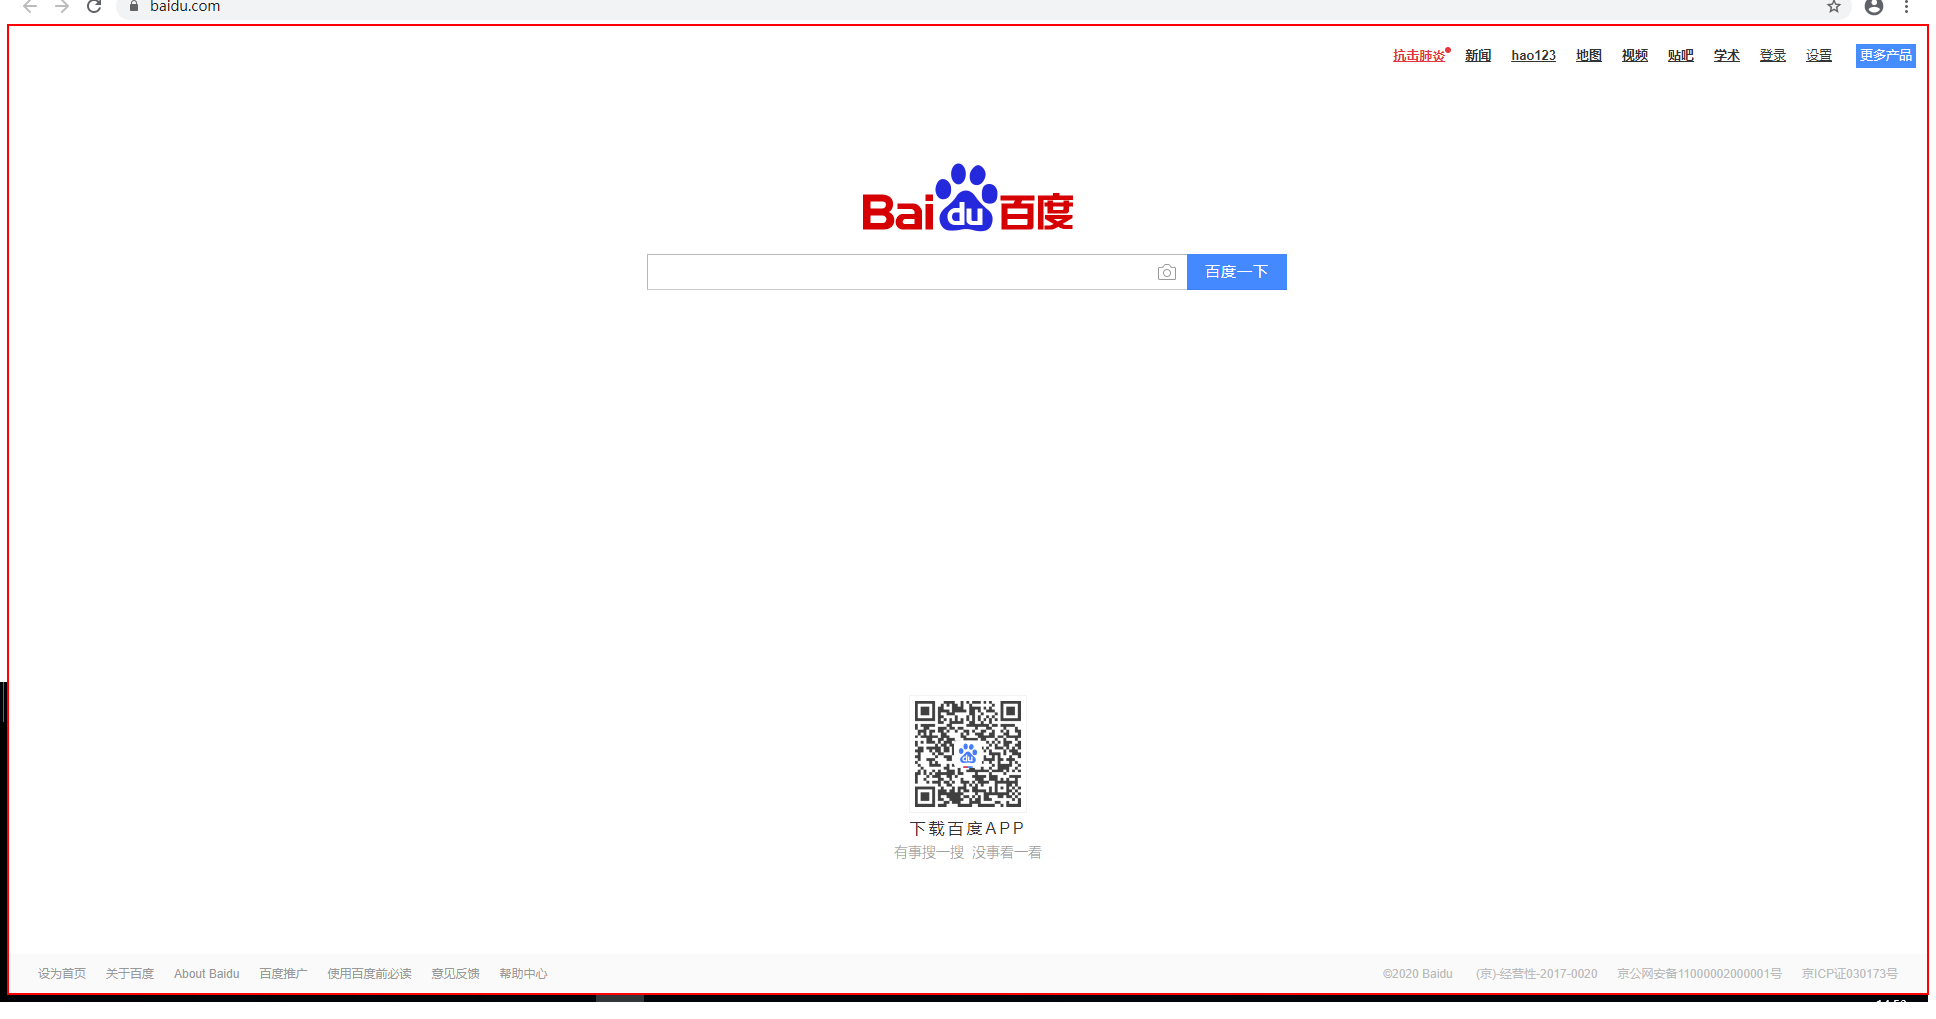 baidu.com
抗击肺炎 新闻 hao123 地图 视频 贴吧 学术 登录 设置 更多产品
Bai du 百度
百度一下
du
下载百度APP
有事搜一搜 没事看一看
设为首页 关于百度 About Baidu 百度推广 使用百度前必读 意见反馈 帮助中心 ©2020 Baidu (京)-经营性-2017-0020 京公网安备11000002000001号 京ICP证030173号